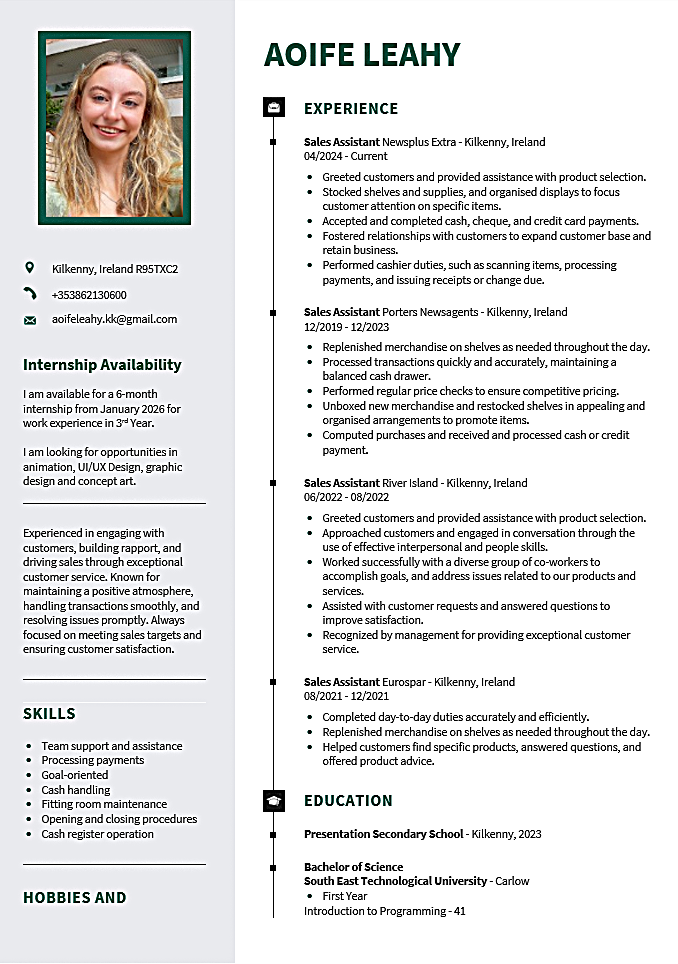 AOIFE LEAHY
Kilkenny, Ireland R95TXC2
+353862130600
aoifeleahy.kk@gmail.com
Internship Availability
I am available for a 6-month
internship from January 2026 for
work experience in 3rd Year.
I am looking for opportunities in
animation, UI/UX Design, graphic
design and concept art.
Experienced in engaging with
customers, building rapport, and
driving sales through exceptional
customer service. Known for
maintaining a positive atmosphere,
handling transactions smoothly, and
resolving issues promptly. Always
focused on meeting sales targets and
ensuring customer satisfaction.
SKILLS
• Team support and assistance
• Processing payments
• Goal-oriented
• Cash handling
• Fitting room maintenance
• Opening and closing procedures
• Cash register operation
HOBBIES AND
EXPERIENCE
Sales Assistant Newsplus Extra - Kilkenny, Ireland
04/2024 - Current
• Greeted customers and provided assistance with product selection.
• Stocked shelves and supplies, and organised displays to focus
customer attention on specific items.
• Accepted and completed cash, cheque, and credit card payments.
• Fostered relationships with customers to expand customer base and
retain business.
• Performed cashier duties, such as scanning items, processing
payments, and issuing receipts or change due.
Sales Assistant Porters Newsagents - Kilkenny, Ireland
12/2019 - 12/2023
• Replenished merchandise on shelves as needed throughout the day.
• Processed transactions quickly and accurately, maintaining a
balanced cash drawer.
• Performed regular price checks to ensure competitive pricing.
• Unboxed new merchandise and restocked shelves in appealing and
organised arrangements to promote items.
• Computed purchases and received and processed cash or credit
payment.
Sales Assistant River Island - Kilkenny, Ireland
06/2022 - 08/2022
• Greeted customers and provided assistance with product selection.
• Approached customers and engaged in conversation through the
use of effective interpersonal and people skills.
• Worked successfully with a diverse group of co-workers to
accomplish goals, and address issues related to our products and
services.
• Assisted with customer requests and answered questions to
improve satisfaction.
• Recognized by management for providing exceptional customer
service.
Sales Assistant Eurospar - Kilkenny, Ireland
08/2021 - 12/2021
• Completed day-to-day duties accurately and efficiently.
• Replenished merchandise on shelves as needed throughout the day.
• Helped customers find specific products, answered questions, and
offered product advice.
EDUCATION
Presentation Secondary School - Kilkenny, 2023
Bachelor of Science
South East Technological University - Carlow
• First Year
Introduction to Programming - 41